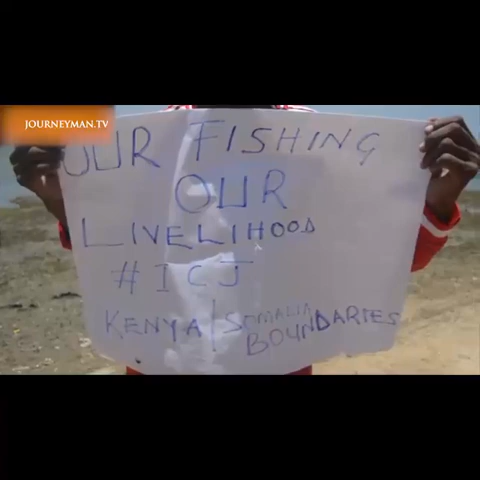 JOURNEYMAN.TV
OUR FISHING
OUR
LIVELIHOOD
#ICJ
KENYA/SOMALIA
BOUNDARIES